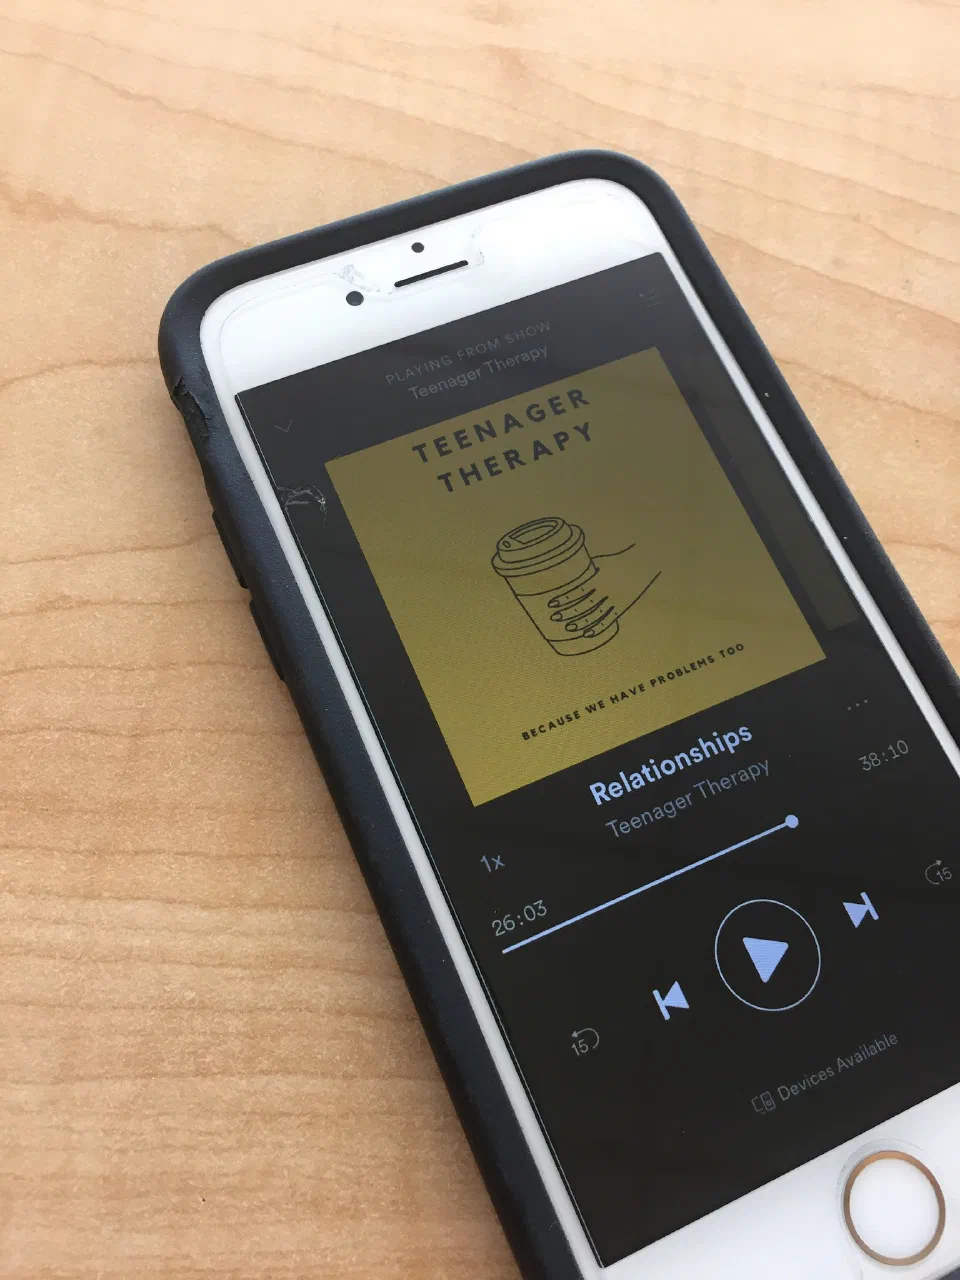 PLAYING FROM SHOW
Teenager Therapy
TEENAGER
THERAPY
BECAUSE WE HAVE PROBLEMS TOO
Relationships
Teenager Therapy
1x
26:03
38:10
15
15
Devices Available